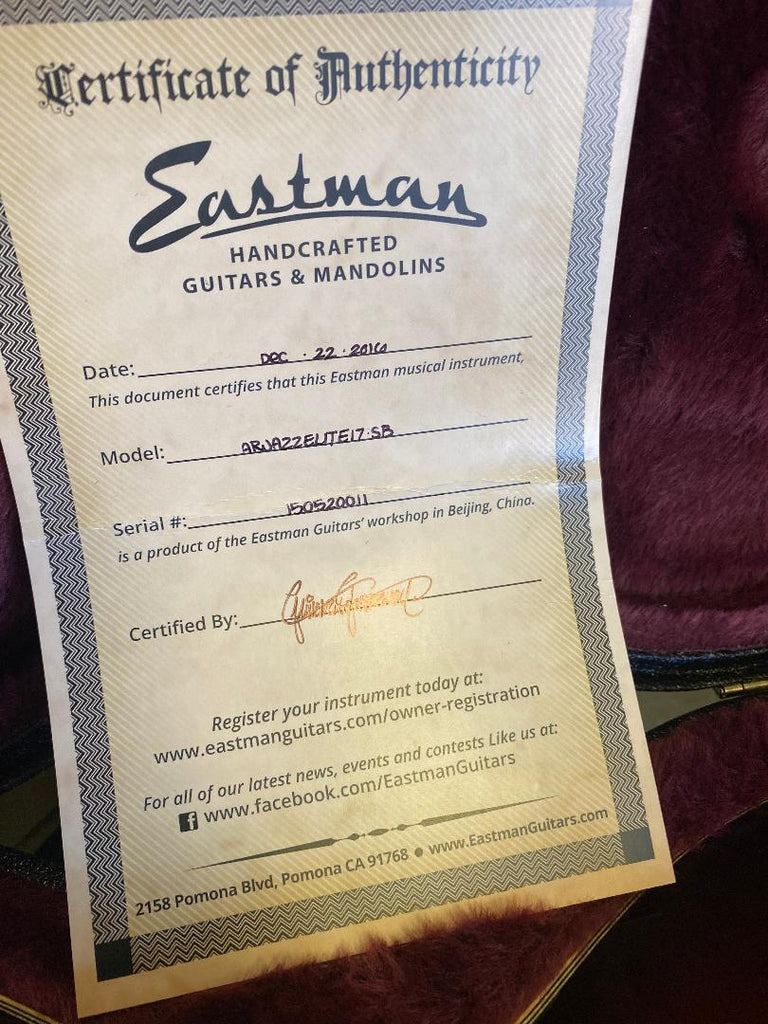 Certificate of Authenticity
Eastman
HANDCRAFTED
GUITARS & MANDOLINS
Date: DEC . 22 . 2016
This document certifies that this Eastman musical instrument,
Model: ARJAZZELITE17.SB
Serial #: 150520011
is a product of the Eastman Guitars' workshop in Beijing, China.
Certified By:
Register your instrument today at:
www.eastmanguitars.com/owner-registration
For all of our latest news, events and contests Like us at:
f www.facebook.com/EastmanGuitars
2158 Pomona Blvd, Pomona CA 91768 ● www.EastmanGuitars.com